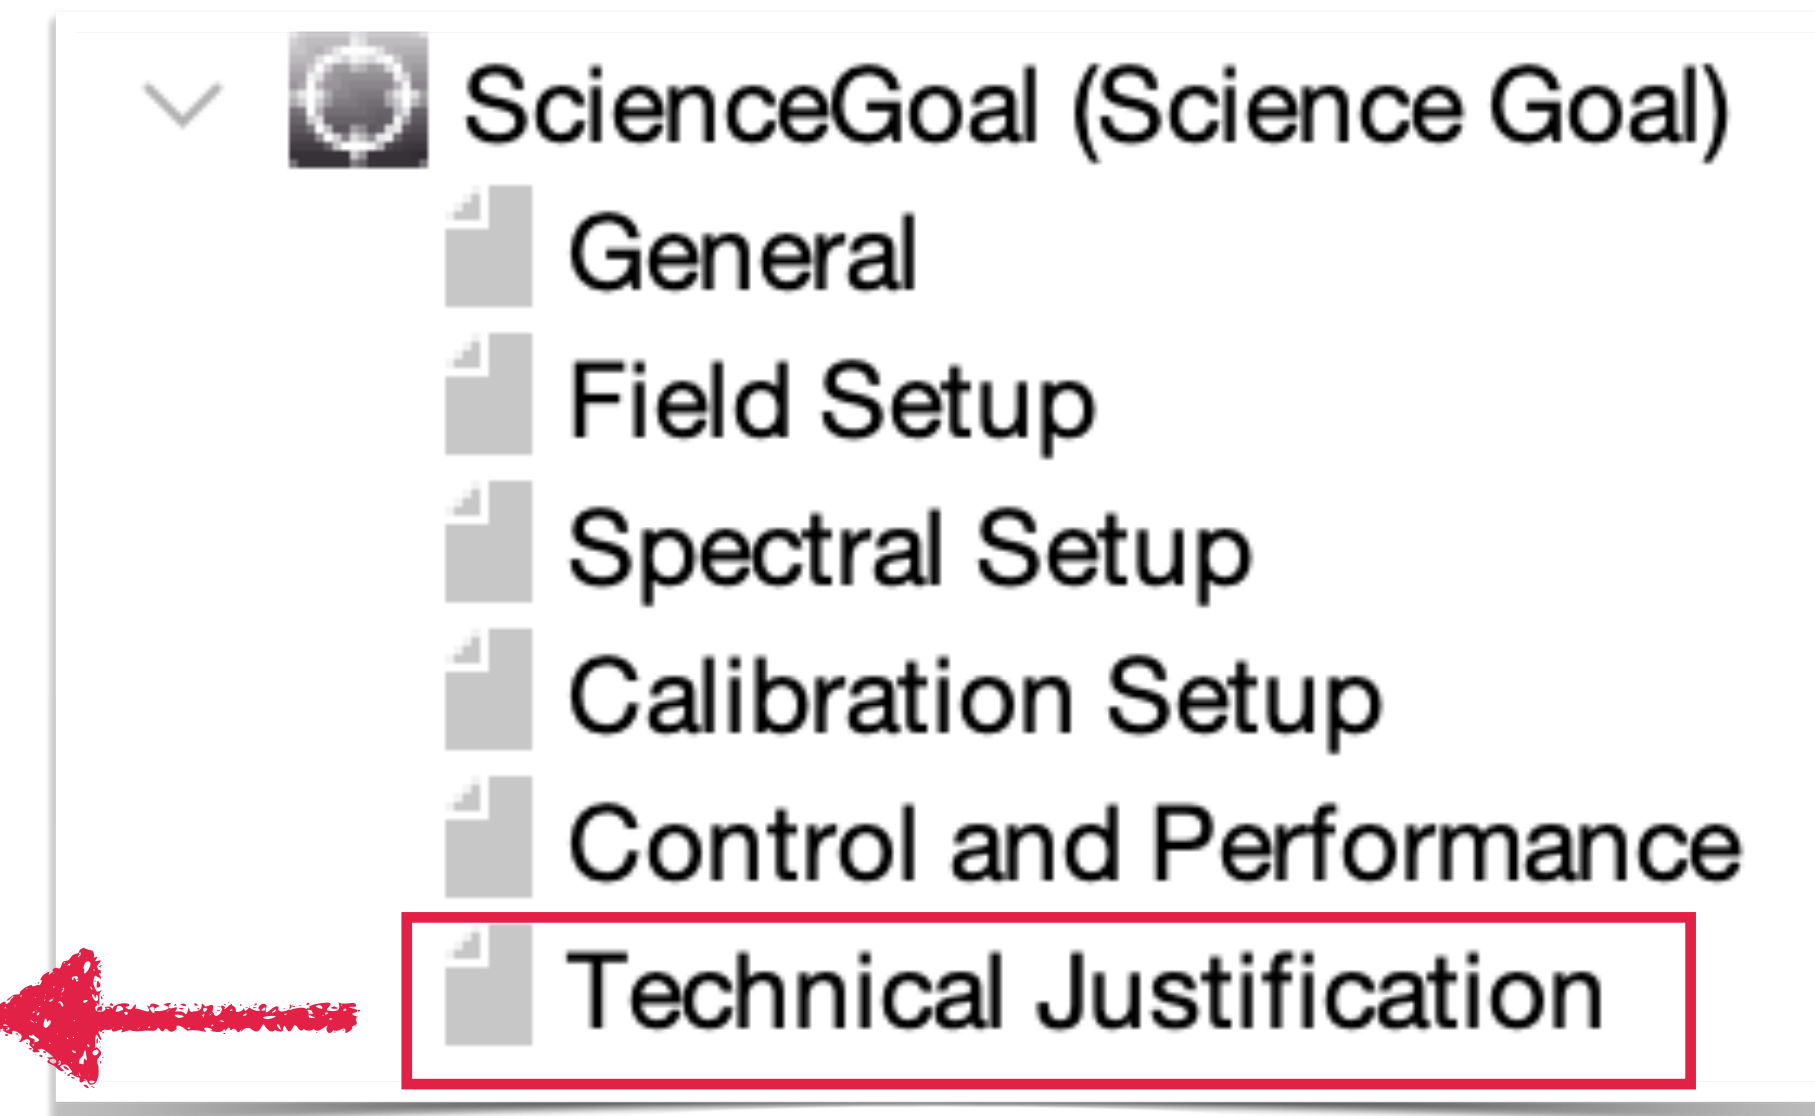 ScienceGoal (Science Goal)
General
Field Setup
Spectral Setup
Calibration Setup
Control and Performance
Technical Justification